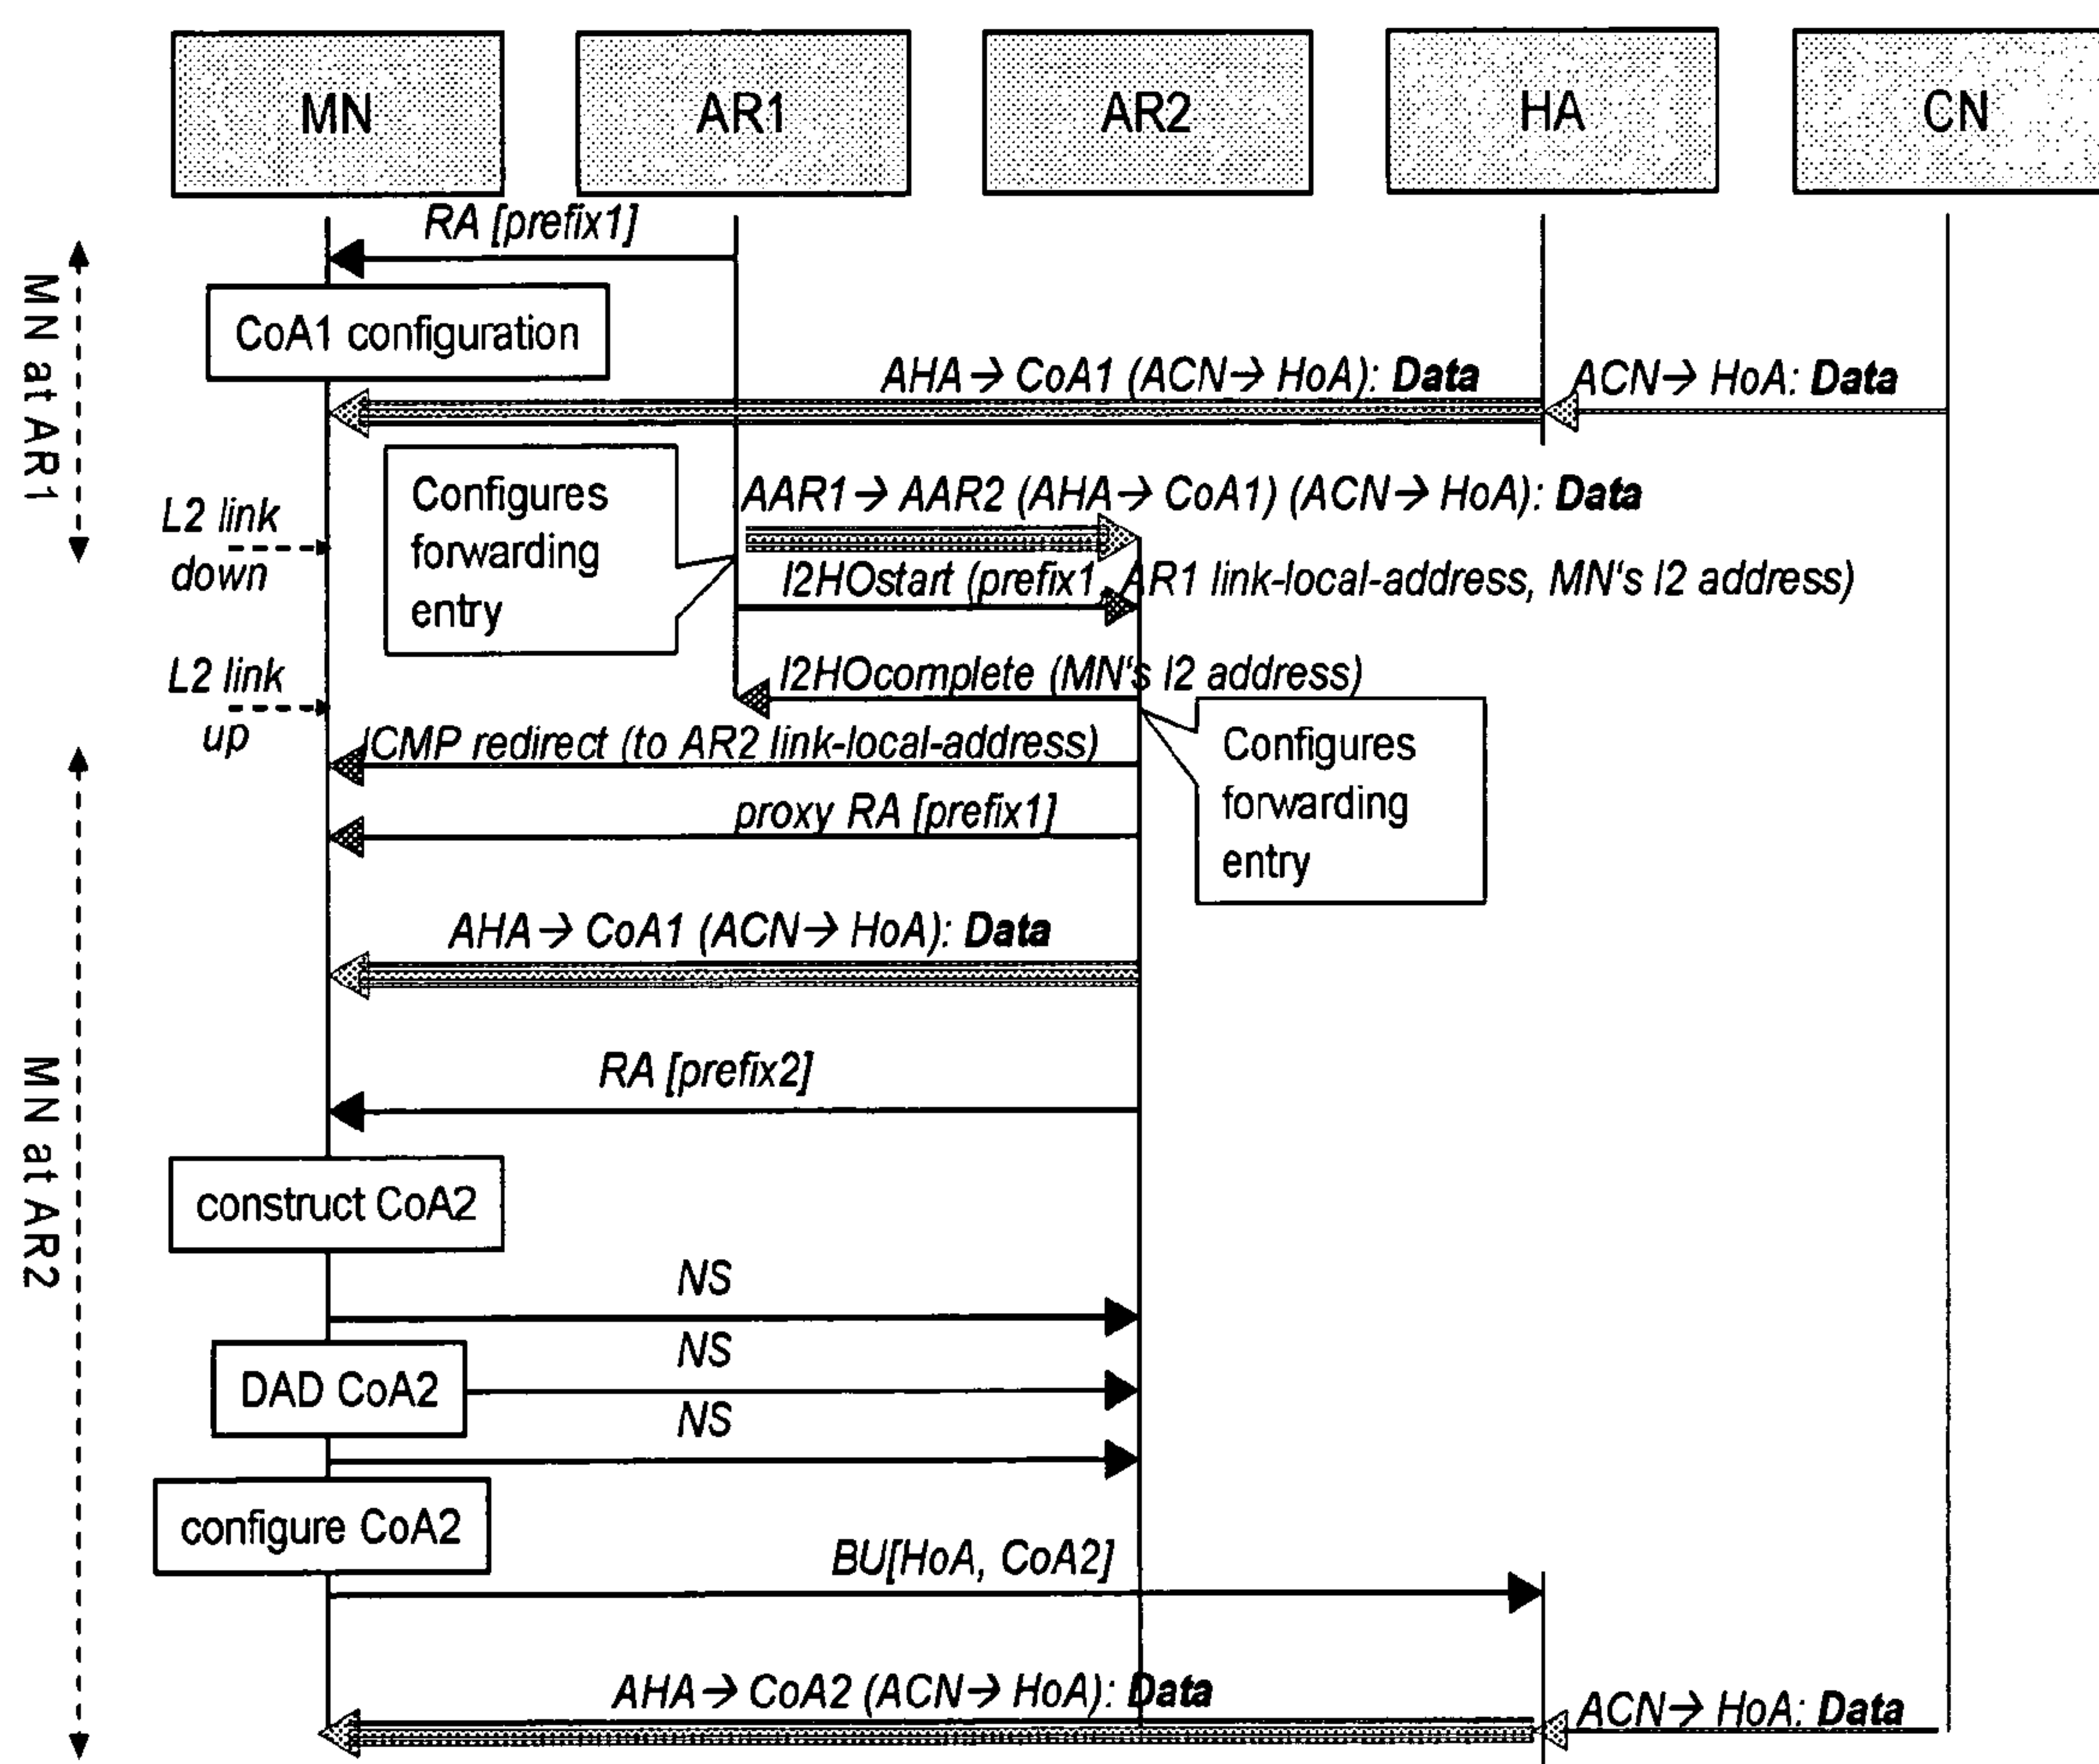 MN
AR1
AR2
HA
CN
RA [prefix1]
MN at AR1
CoA1 configuration
AHA→ CoA1 (ACN→ HoA): Data
ACN→ HoA: Data
Configures
forwarding
entry
AAR1→ AAR2 (AHA→ CoA1) (ACN→ HoA): Data
L2 link
down
l2HOstart (prefix1, AR1 link-local-address, MN's l2 address)
l2HOcomplete (MN's l2 address)
L2 link
up
ICMP redirect (to AR2 link-local-address)
Configures
forwarding
entry
proxy RA [prefix1]
AHA→ CoA1 (ACN→ HoA): Data
MN at AR2
RA [prefix2]
construct CoA2
NS
NS
DAD CoA2
NS
configure CoA2
BU[HoA, CoA2]
AHA→ CoA2 (ACN→ HoA): Data
ACN→ HoA: Data